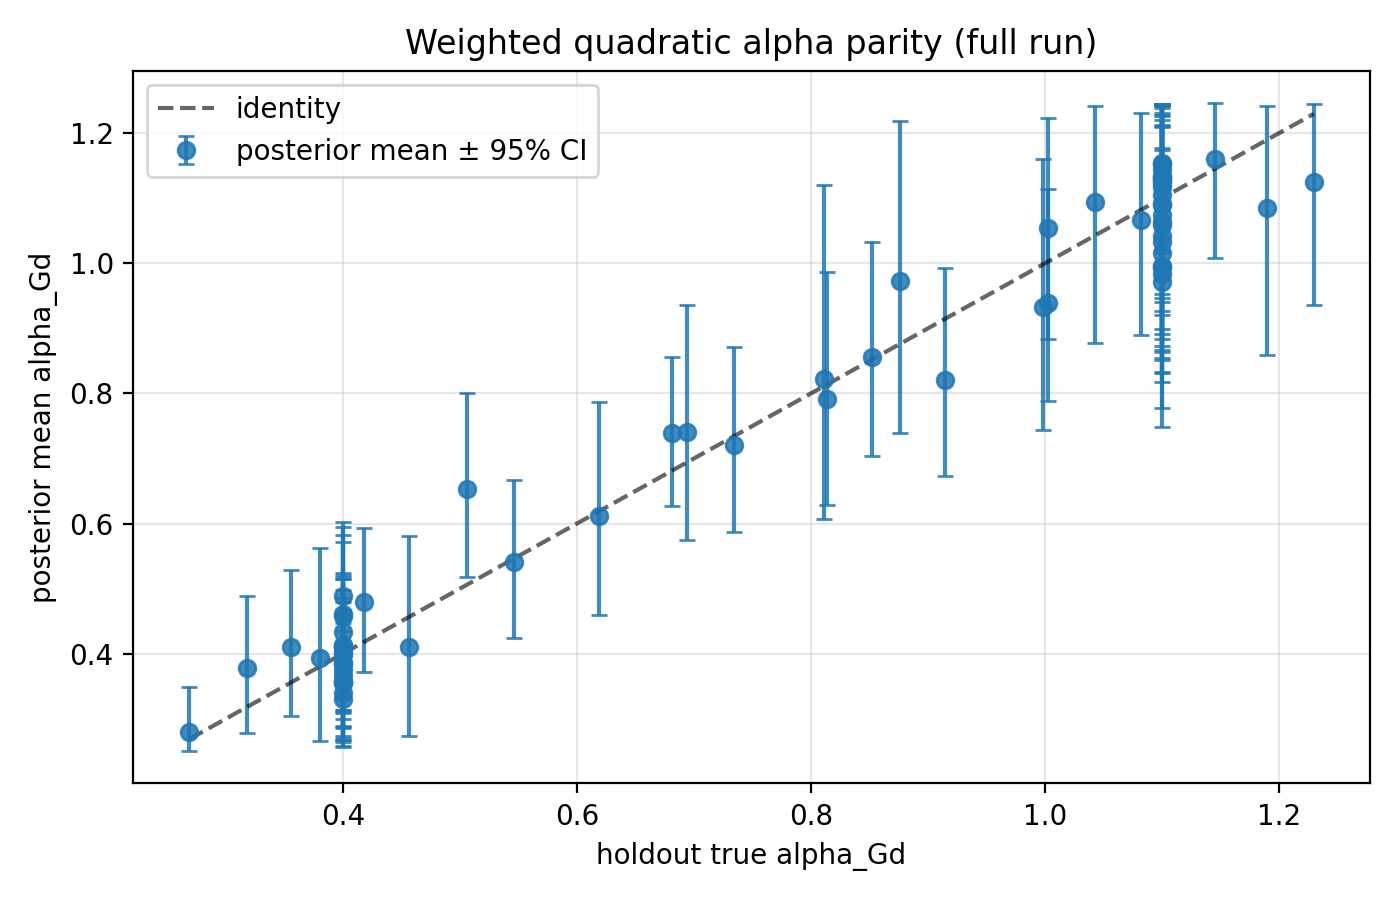 Weighted quadratic alpha parity (full run)
identity
posterior mean ± 95% CI
posterior mean alpha_Gd
1.2
1.0
0.8
0.6
0.4
0.4
0.6
0.8
1.0
1.2
holdout true alpha_Gd